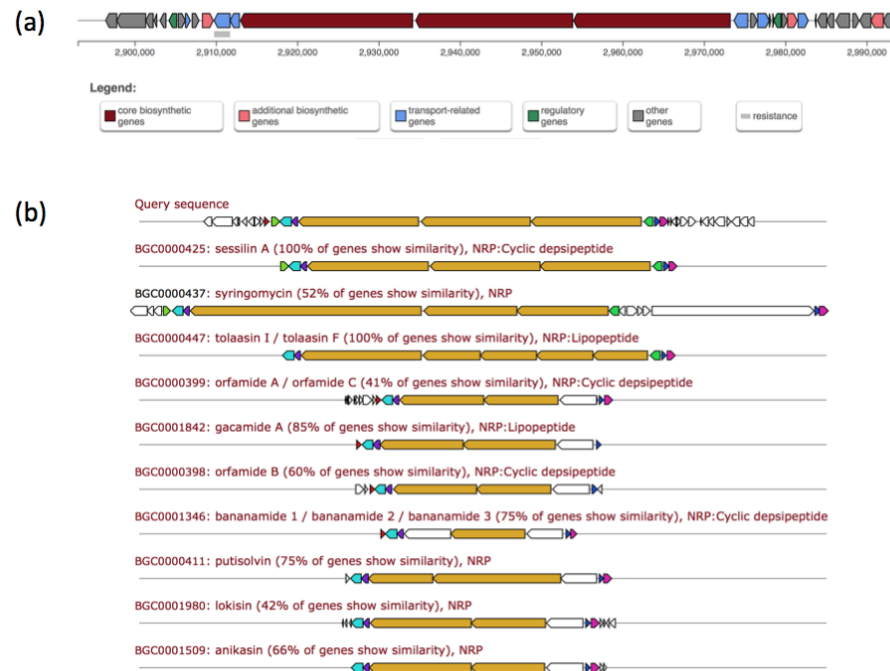 (a)
2,900,000 2,910,000 2,920,000 2,930,000 2,940,000 2,950,000 2,960,000 2,970,000 2,980,000 2,990,000
Legend:
core biosynthetic genes
additional biosynthetic genes
transport-related genes
regulatory genes
other genes
resistance
(b)
Query sequence
BGC0000425: sessilin A (100% of genes show similarity), NRP:Cyclic depsipeptide
BGC0000437: syringomycin (52% of genes show similarity), NRP
BGC0000447: tolaasin I / tolaasin F (100% of genes show similarity), NRP:Lipopeptide
BGC0000399: orfamide A / orfamide C (41% of genes show similarity), NRP:Cyclic depsipeptide
BGC0001842: gacamide A (85% of genes show similarity), NRP:Lipopeptide
BGC0000398: orfamide B (60% of genes show similarity), NRP:Cyclic depsipeptide
BGC0001346: bananamide 1 / bananamide 2 / bananamide 3 (75% of genes show similarity), NRP:Cyclic depsipeptide
BGC0000411: putisolvin (75% of genes show similarity), NRP
BGC0001980: lokisin (42% of genes show similarity), NRP
BGC0001509: anikasin (66% of genes show similarity), NRP